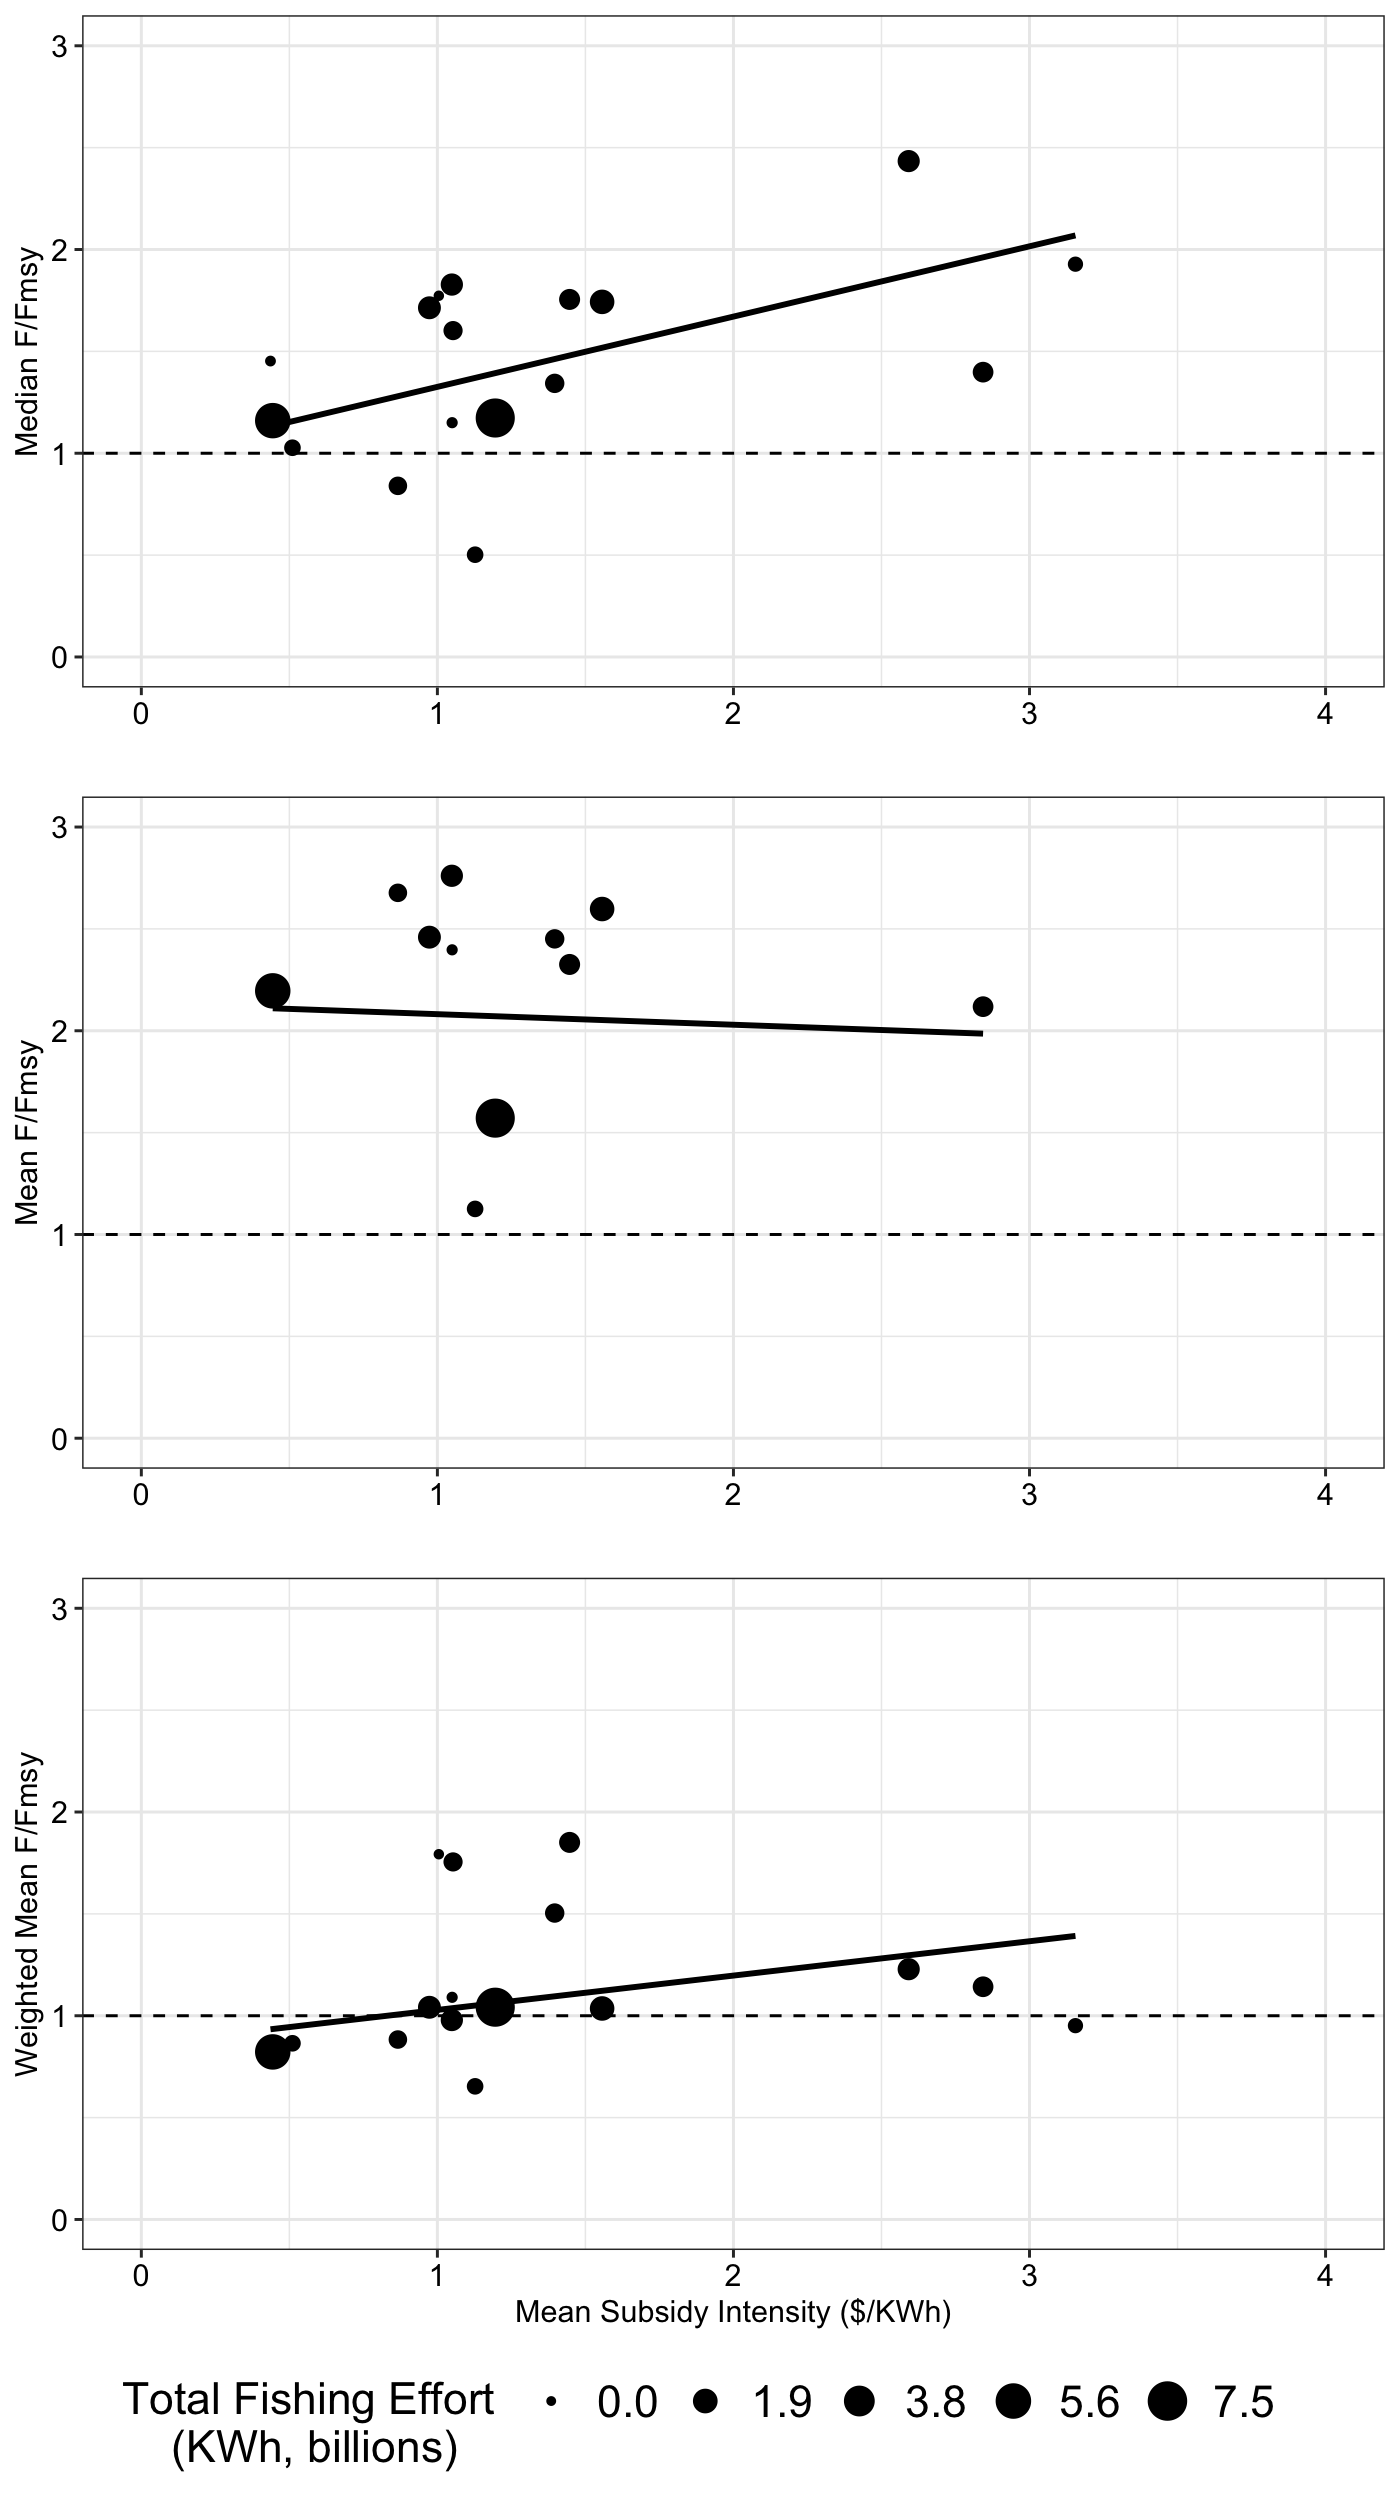 3
2
1
0
Median F/Fmsy
0 1 2 3 4
3
2
1
0
Mean F/Fmsy
0 1 2 3 4
3
2
1
0
Weighted Mean F/Fmsy
0 1 2 3 4
Mean Subsidy Intensity ($/KWh)
Total Fishing Effort
(KWh, billions)
0.0 1.9 3.8 5.6 7.5